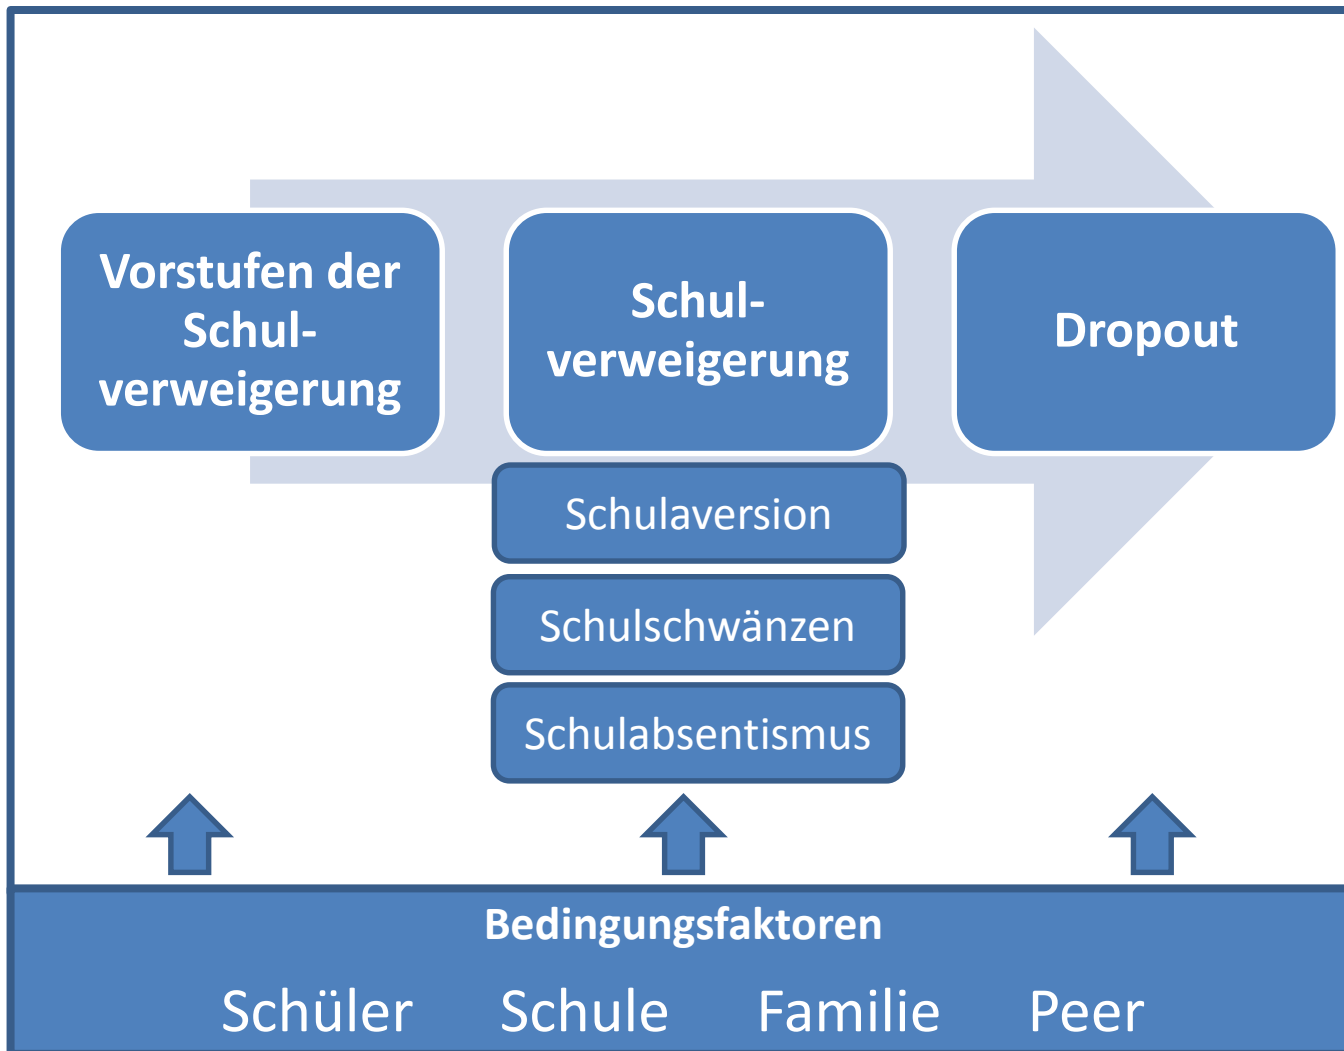 Vorstufen der
Schul-
verweigerung
Schul-
verweigerung
Dropout
Schulaversion
Schulschwänzen
Schulabsentismus
Bedingungsfaktoren
Schüler Schule Familie Peer